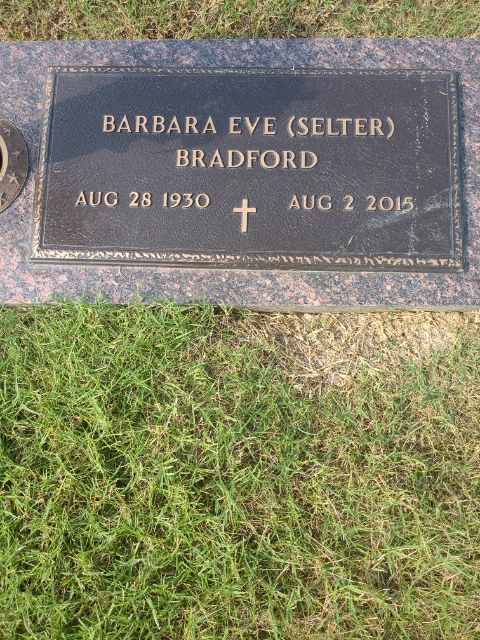 BARBARA EVE (SELTER)
BRADFORD
AUG 28 1930 AUG 2 2015